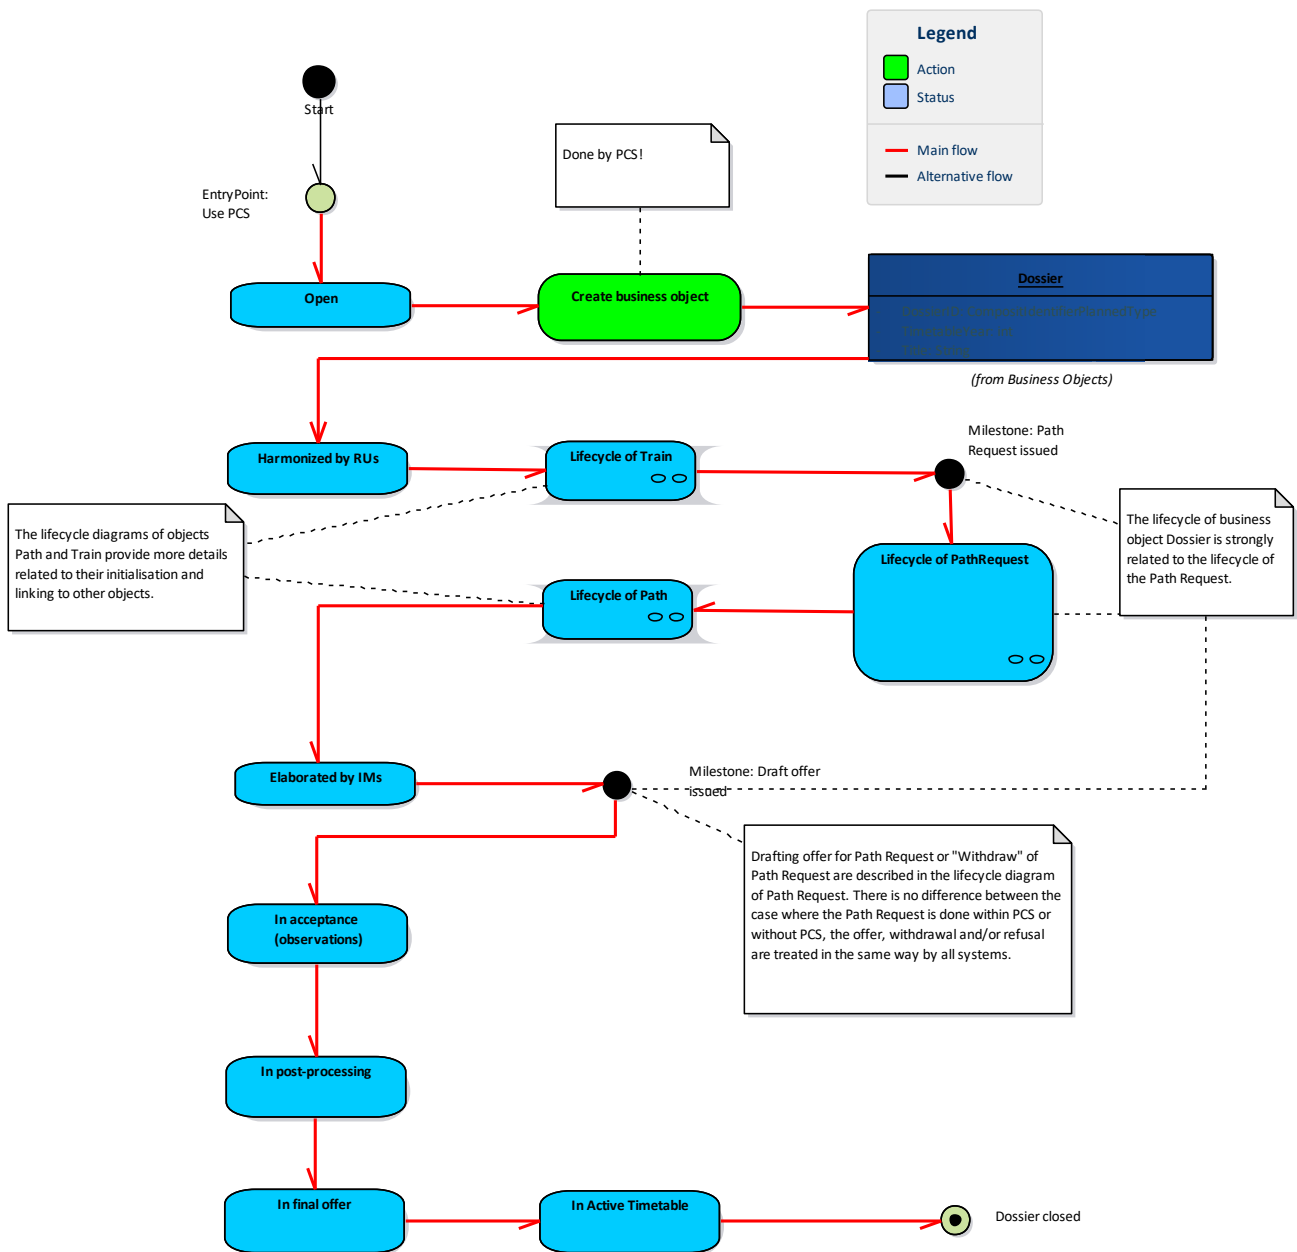 Legend
Action
Status
Main flow
Alternative flow
Start
Done by PCS!
EntryPoint:
Use PCS
Open
Create business object
Dossier
(from Business Objects)
Harmonized by RUs
Lifecycle of Train
Milestone: Path
Request issued
The lifecycle diagrams of objects
Path and Train provide more details
related to their initialisation and
linking to other objects.
The lifecycle of business
object Dossier is strongly
related to the lifecycle of
the Path Request.
Lifecycle of PathRequest
Lifecycle of Path
Elaborated by IMs
Milestone: Draft offer
issued
Drafting offer for Path Request or "Withdraw" of
Path Request are described in the lifecycle diagram
of Path Request. There is no difference between the
case where the Path Request is done within PCS or
without PCS, the offer, withdrawal and/or refusal
are treated in the same way by all systems.
In acceptance
(observations)
In post-processing
In final offer
In Active Timetable
Dossier closed